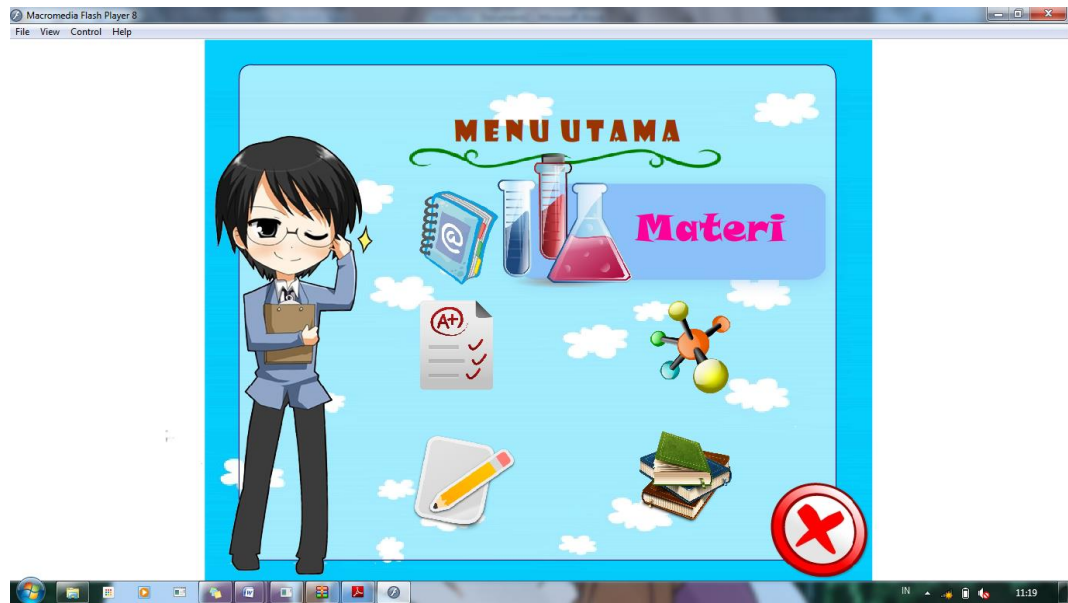 Macromedia Flash Player 8
File View Control Help
MENU UTAMA
@
Materi
A+
IN
11:19